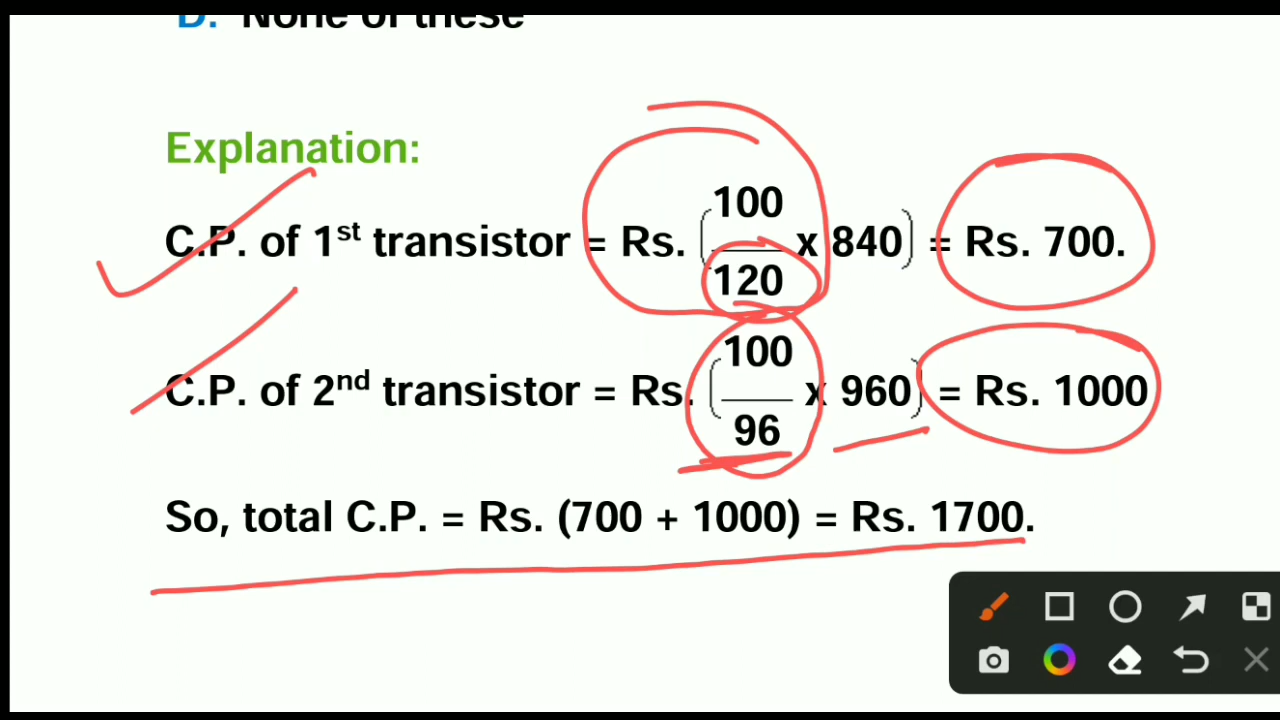 D. None of these
Explanation:
C.P. of 1st transistor = Rs. (100/120 x 840) = Rs. 700.
C.P. of 2nd transistor = Rs. (100/96 x 960) = Rs. 1000
So, total C.P. = Rs. (700 + 1000) = Rs. 1700.